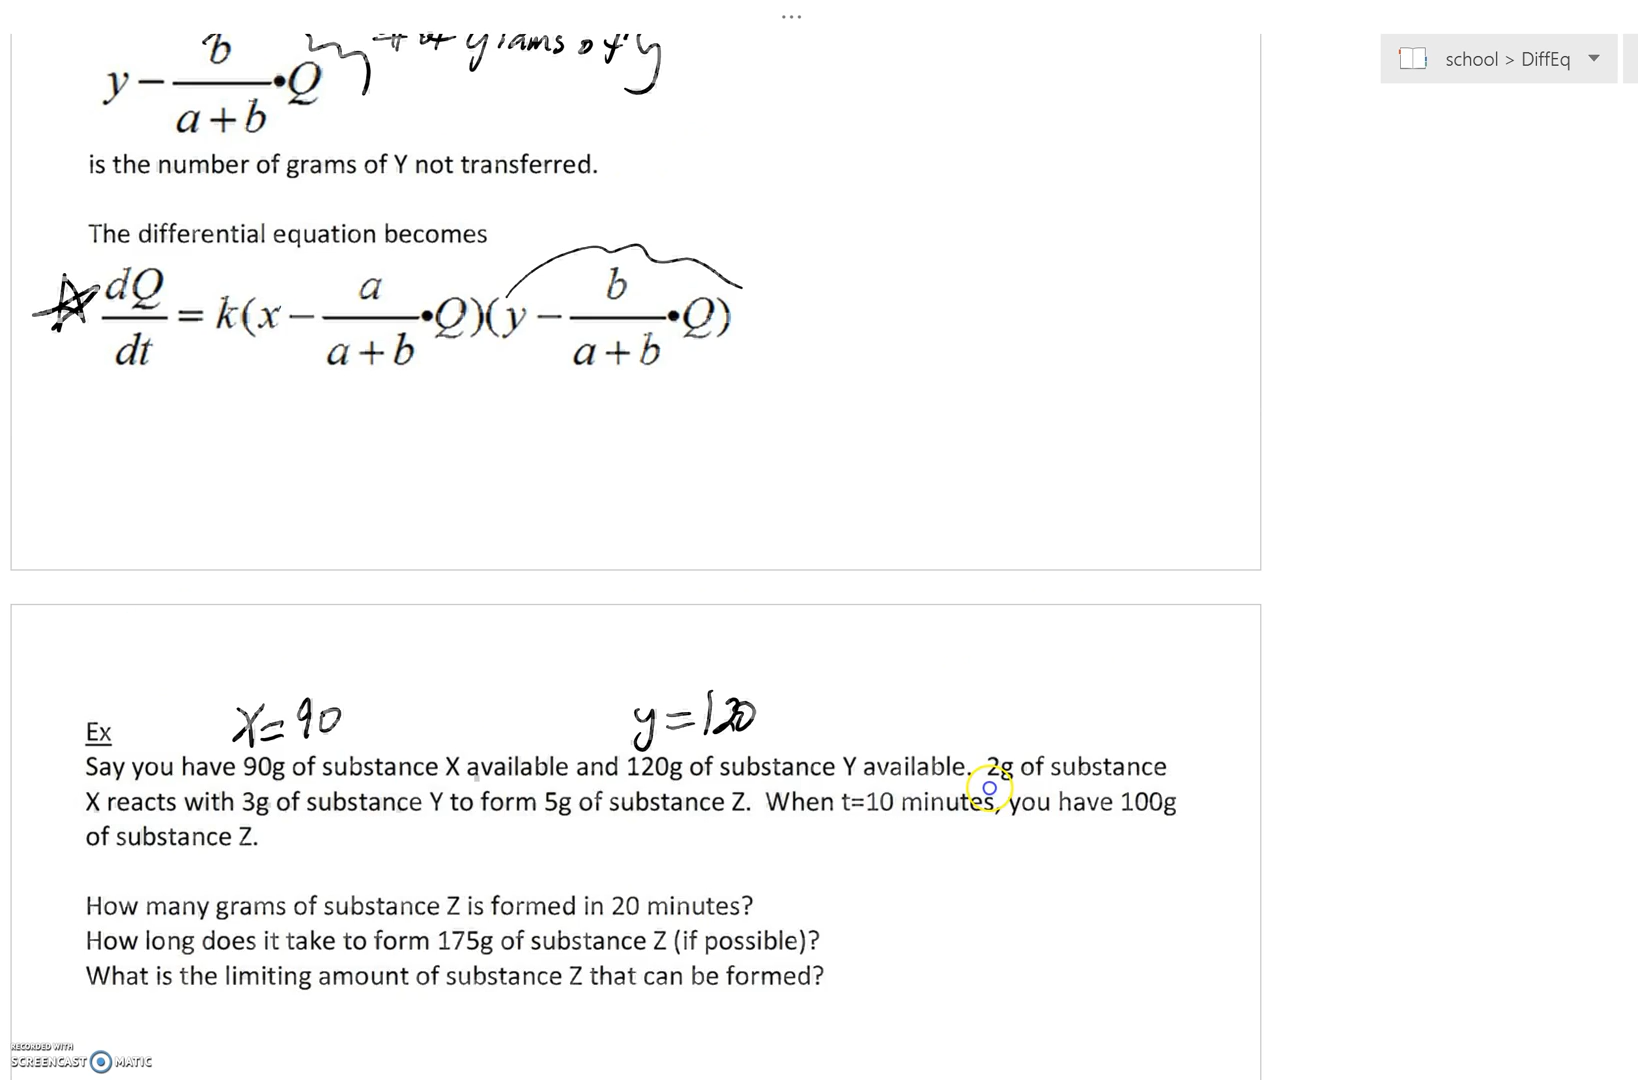 # of grams of y
y − b/(a+b) •Q
is the number of grams of Y not transferred.
The differential equation becomes
dQ/dt = k(x − a/(a+b) •Q)(y − b/(a+b) •Q)
school > DiffEq
x=90 y=120
Ex
Say you have 90g of substance X available and 120g of substance Y available. 2g of substance
X reacts with 3g of substance Y to form 5g of substance Z. When t=10 minutes, you have 100g
of substance Z.
How many grams of substance Z is formed in 20 minutes?
How long does it take to form 175g of substance Z (if possible)?
What is the limiting amount of substance Z that can be formed?
RECORDED WITH
SCREENCAST MATIC